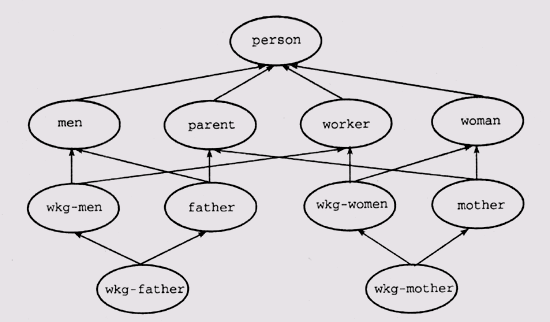 person
men
parent
worker
woman
wkg-men
father
wkg-women
mother
wkg-father
wkg-mother